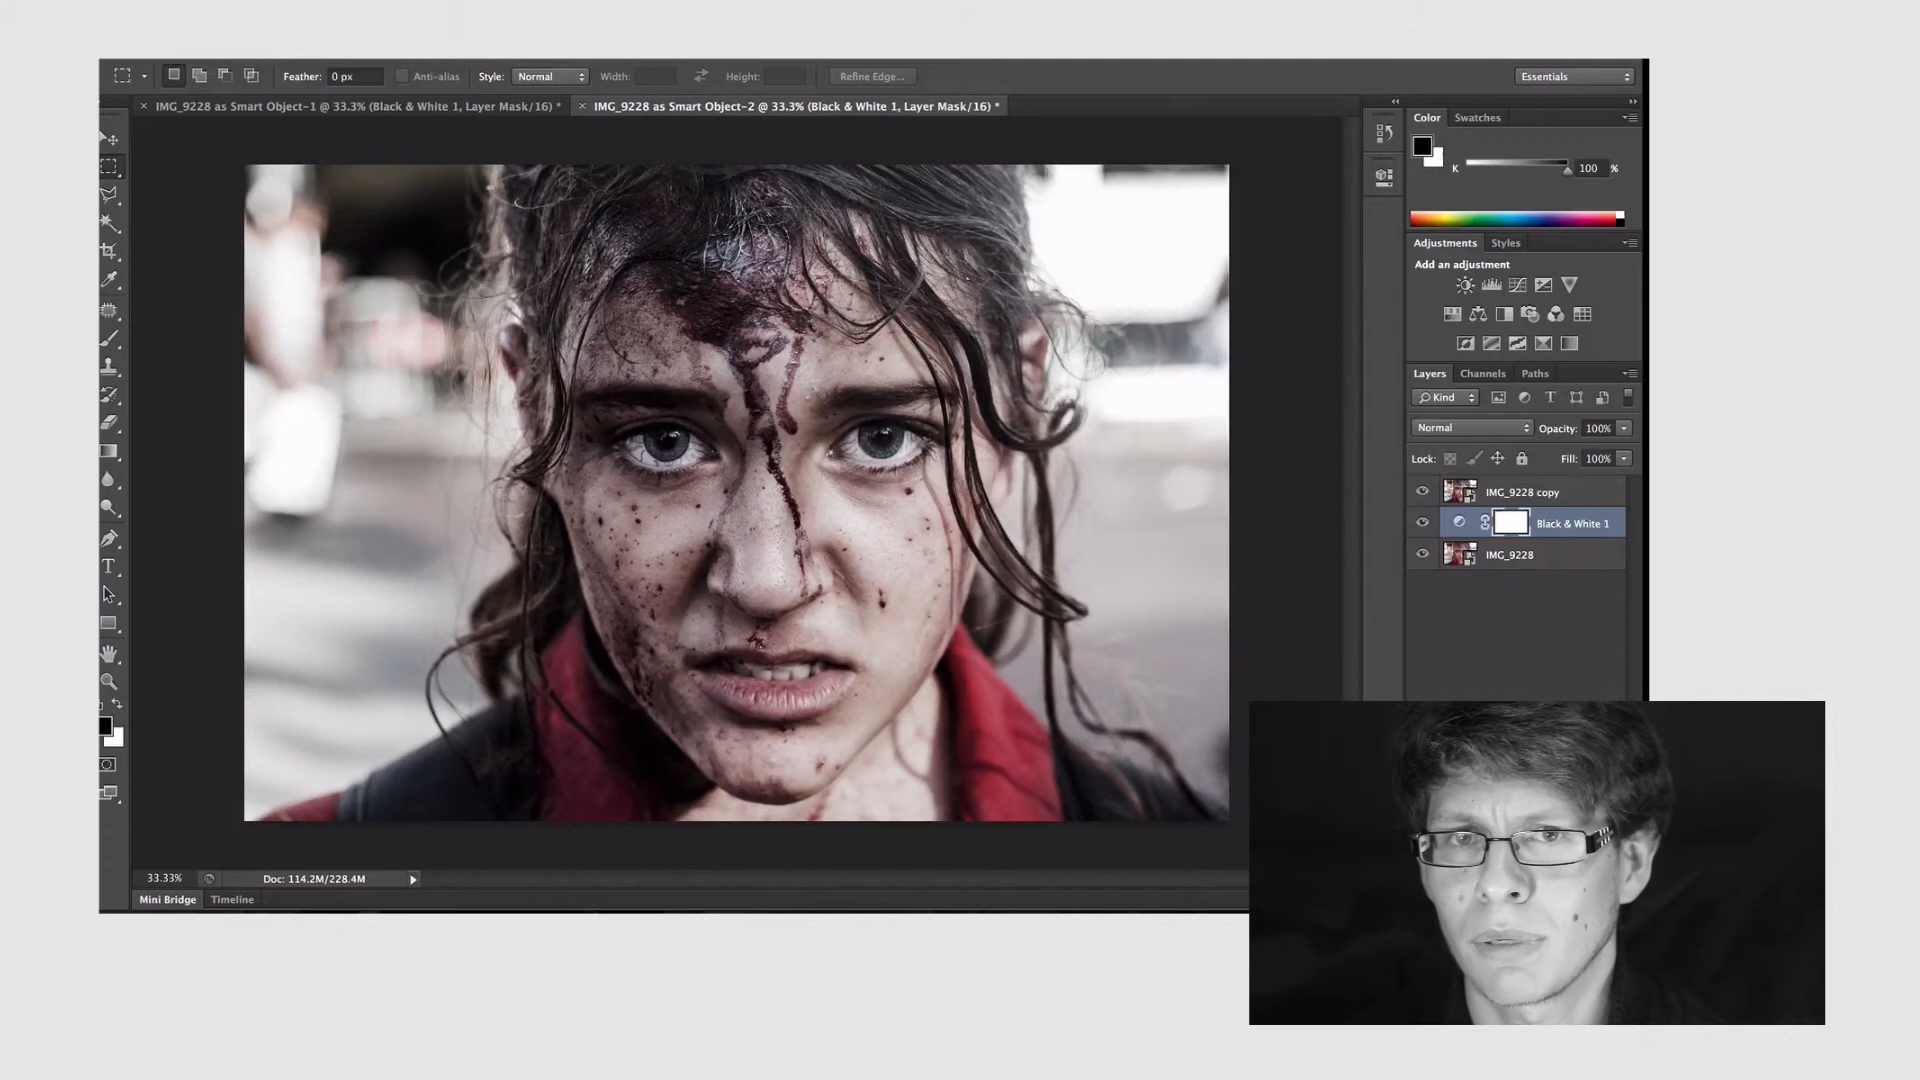 Feather: 0 px Anti-alias Style: Normal Width: Height: Refine Edge... Essentials
× IMG_9228 as Smart Object-1 @ 33.3% (Black & White 1, Layer Mask/16) * × IMG_9228 as Smart Object-2 @ 33.3% (Black & White 1, Layer Mask/16) *
Color Swatches
K 100 %
Adjustments Styles
Add an adjustment
Layers Channels Paths
Kind T
Normal Opacity: 100%
Lock: Fill: 100%
IMG_9228 copy
Black & White 1
IMG_9228
T
33.33% Doc: 114.2M/228.4M
Mini Bridge Timeline